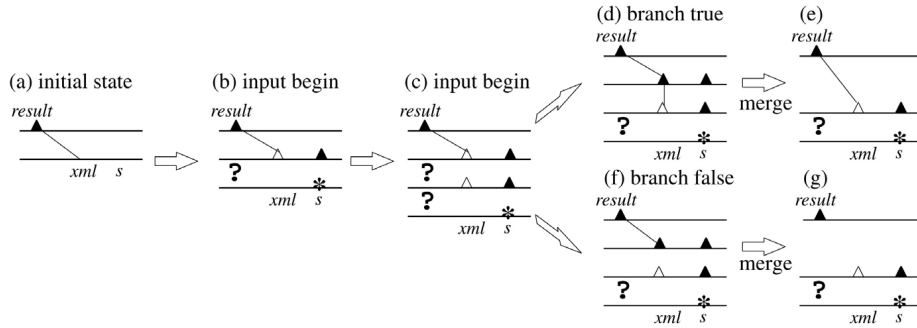 (a) initial state
result
xml s
(b) input begin
result
?
*
xml s
(c) input begin
result
?
?
*
xml s
(d) branch true
result
?
*
xml s
merge
(e)
result
?
*
xml s
(f) branch false
result
?
*
xml s
merge
(g)
result
?
*
xml s